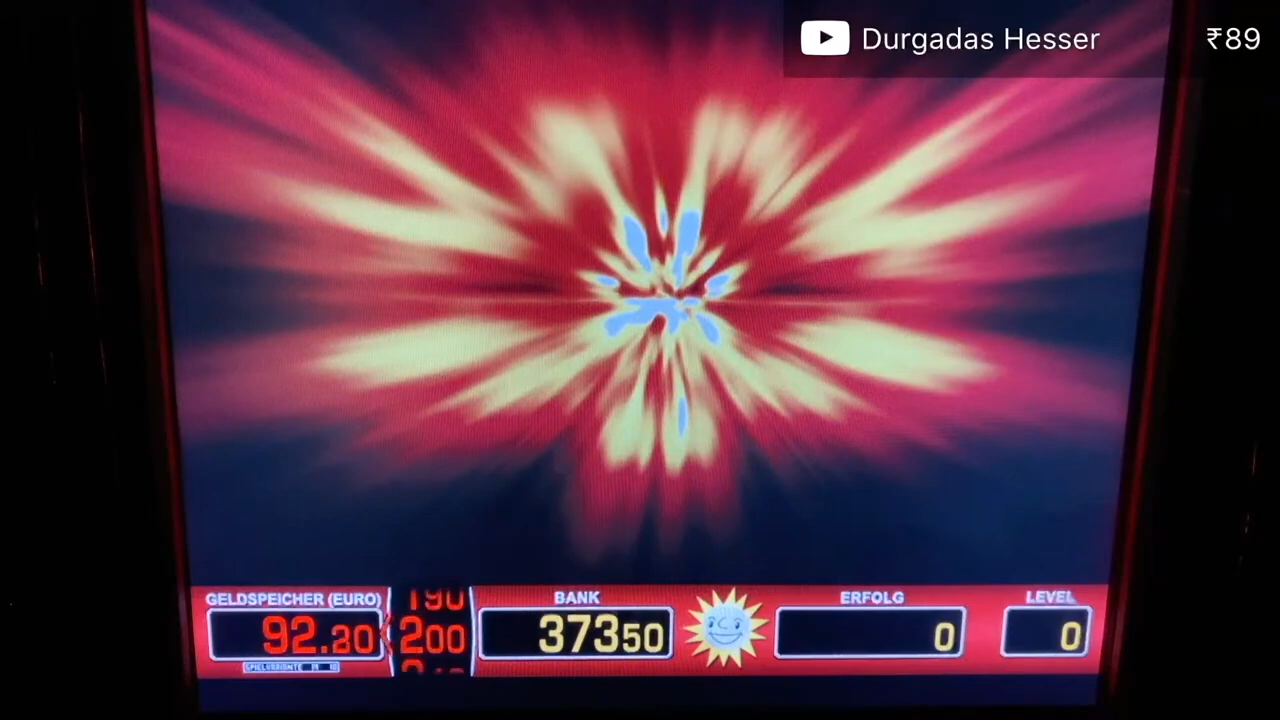 Durgadas Hesser ₹89
GELDSPEICHER (EURO) BANK ERFOLG LEVEL
190
92.20 200 37350 0 0